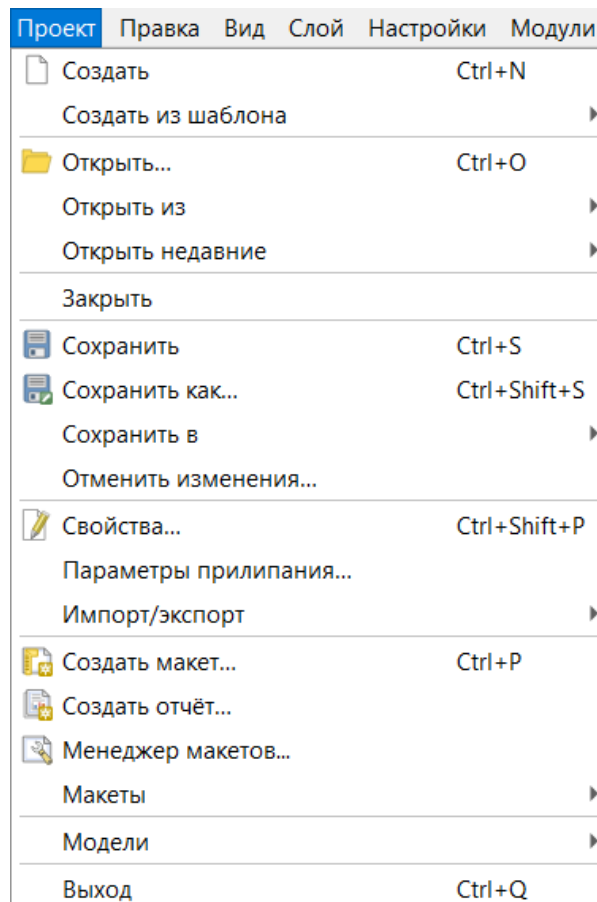 Проект Правка Вид Слой Настройки Модули
Создать Ctrl+N
Создать из шаблона
Открыть... Ctrl+O
Открыть из
Открыть недавние
Закрыть
Сохранить Ctrl+S
Сохранить как... Ctrl+Shift+S
Сохранить в
Отменить изменения...
Свойства... Ctrl+Shift+P
Параметры прилипания...
Импорт/экспорт
Создать макет... Ctrl+P
Создать отчёт...
Менеджер макетов...
Макеты
Модели
Выход Ctrl+Q